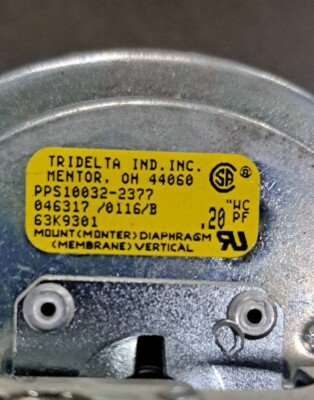 TRIDELTA IND. INC.
MENTOR. OH 44060
PPS10032-2377
046317 /0116/B
63K9301
.20 "WC
PF
MOUNT(MONTER)DIAPHRAGM
(MEMBRANE) VERTICAL